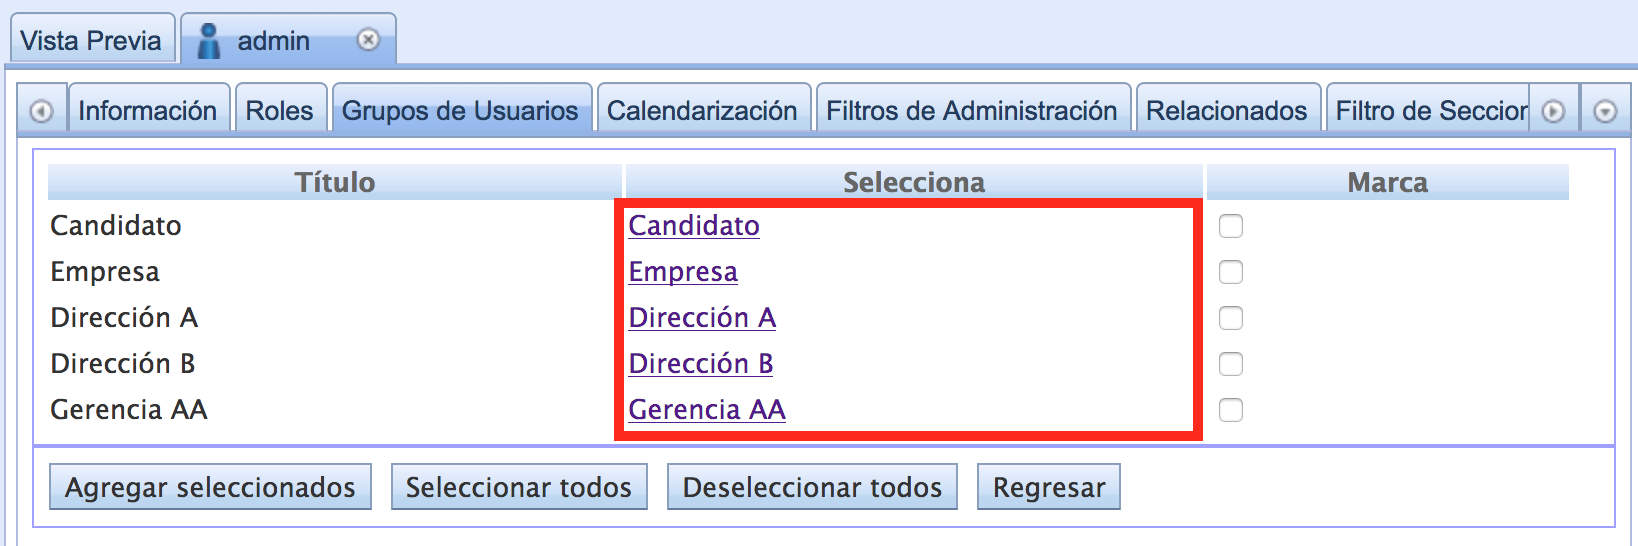 Vista Previa admin
Información Roles Grupos de Usuarios Calendarización Filtros de Administración Relacionados Filtro de Seccior
Título Selecciona Marca
Candidato Candidato
Empresa Empresa
Dirección A Dirección A
Dirección B Dirección B
Gerencia AA Gerencia AA
Agregar seleccionados Seleccionar todos Deseleccionar todos Regresar